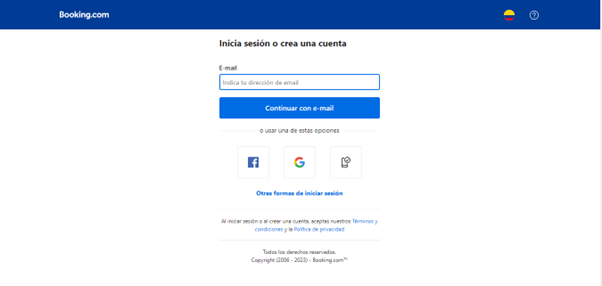 Booking.com
Inicia sesión o crea una cuenta
E-mail
Indica tu dirección de email
Continuar con e-mail
o usar una de estas opciones
Otras formas de iniciar sesión
Al iniciar sesión o al crear una cuenta, aceptas nuestros Términos y
condiciones y la Política de privacidad
Todos los derechos reservados.
Copyright (2006 - 2023) - Booking.com™